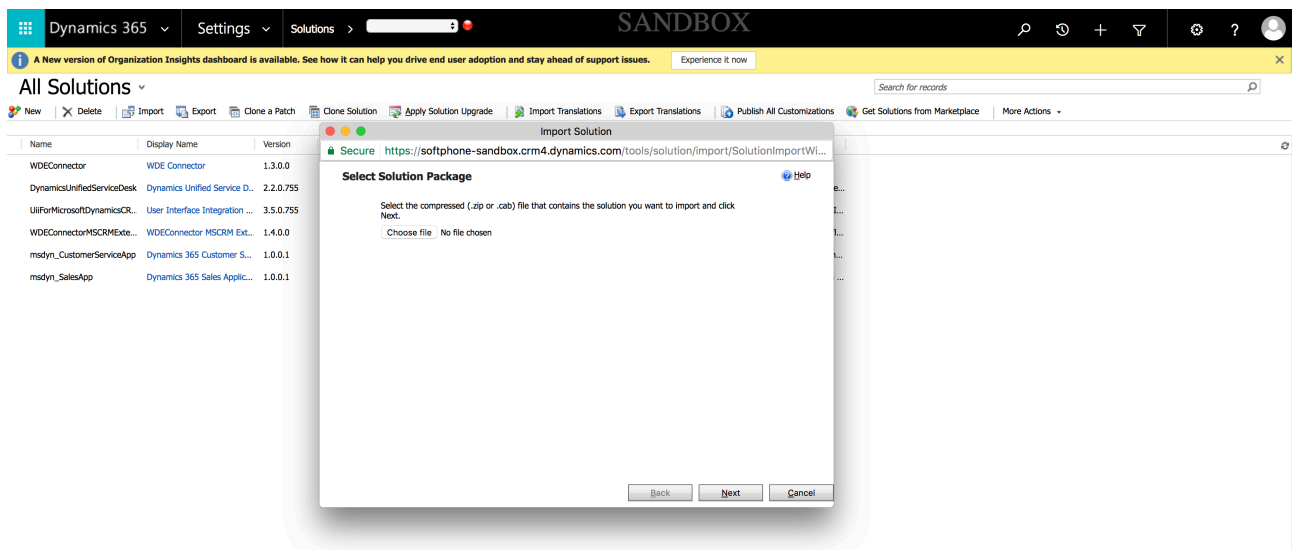 Dynamics 365 Settings Solutions > SANDBOX ?
A New version of Organization Insights dashboard is available. See how it can help you drive end user adoption and stay ahead of support issues. Experience it now
All Solutions
Search for records
New Delete Import Export Clone a Patch Clone Solution Apply Solution Upgrade Import Translations Export Translations Publish All Customizations Get Solutions from Marketplace More Actions
Import Solution
Name Display Name Version
Secure https://softphone-sandbox.crm4.dynamics.com/tools/solution/import/SolutionImportWi...
WDEConnector WDE Connector 1.3.0.0
Select Solution Package Help
DynamicsUnifiedServiceDesk Dynamics Unified Service D.. 2.2.0.755
UiiForMicrosoftDynamicsCR... User Interface Integration ... 3.5.0.755
Select the compressed (.zip or .cab) file that contains the solution you want to import and click
Next.
WDEConnectorMSCRMExte... WDEConnector MSCRM Ext... 1.4.0.0
Choose file No file chosen
msdyn_CustomerServiceApp Dynamics 365 Customer S... 1.0.0.1
msdyn_SalesApp Dynamics 365 Sales Applic... 1.0.0.1
Back Next Cancel